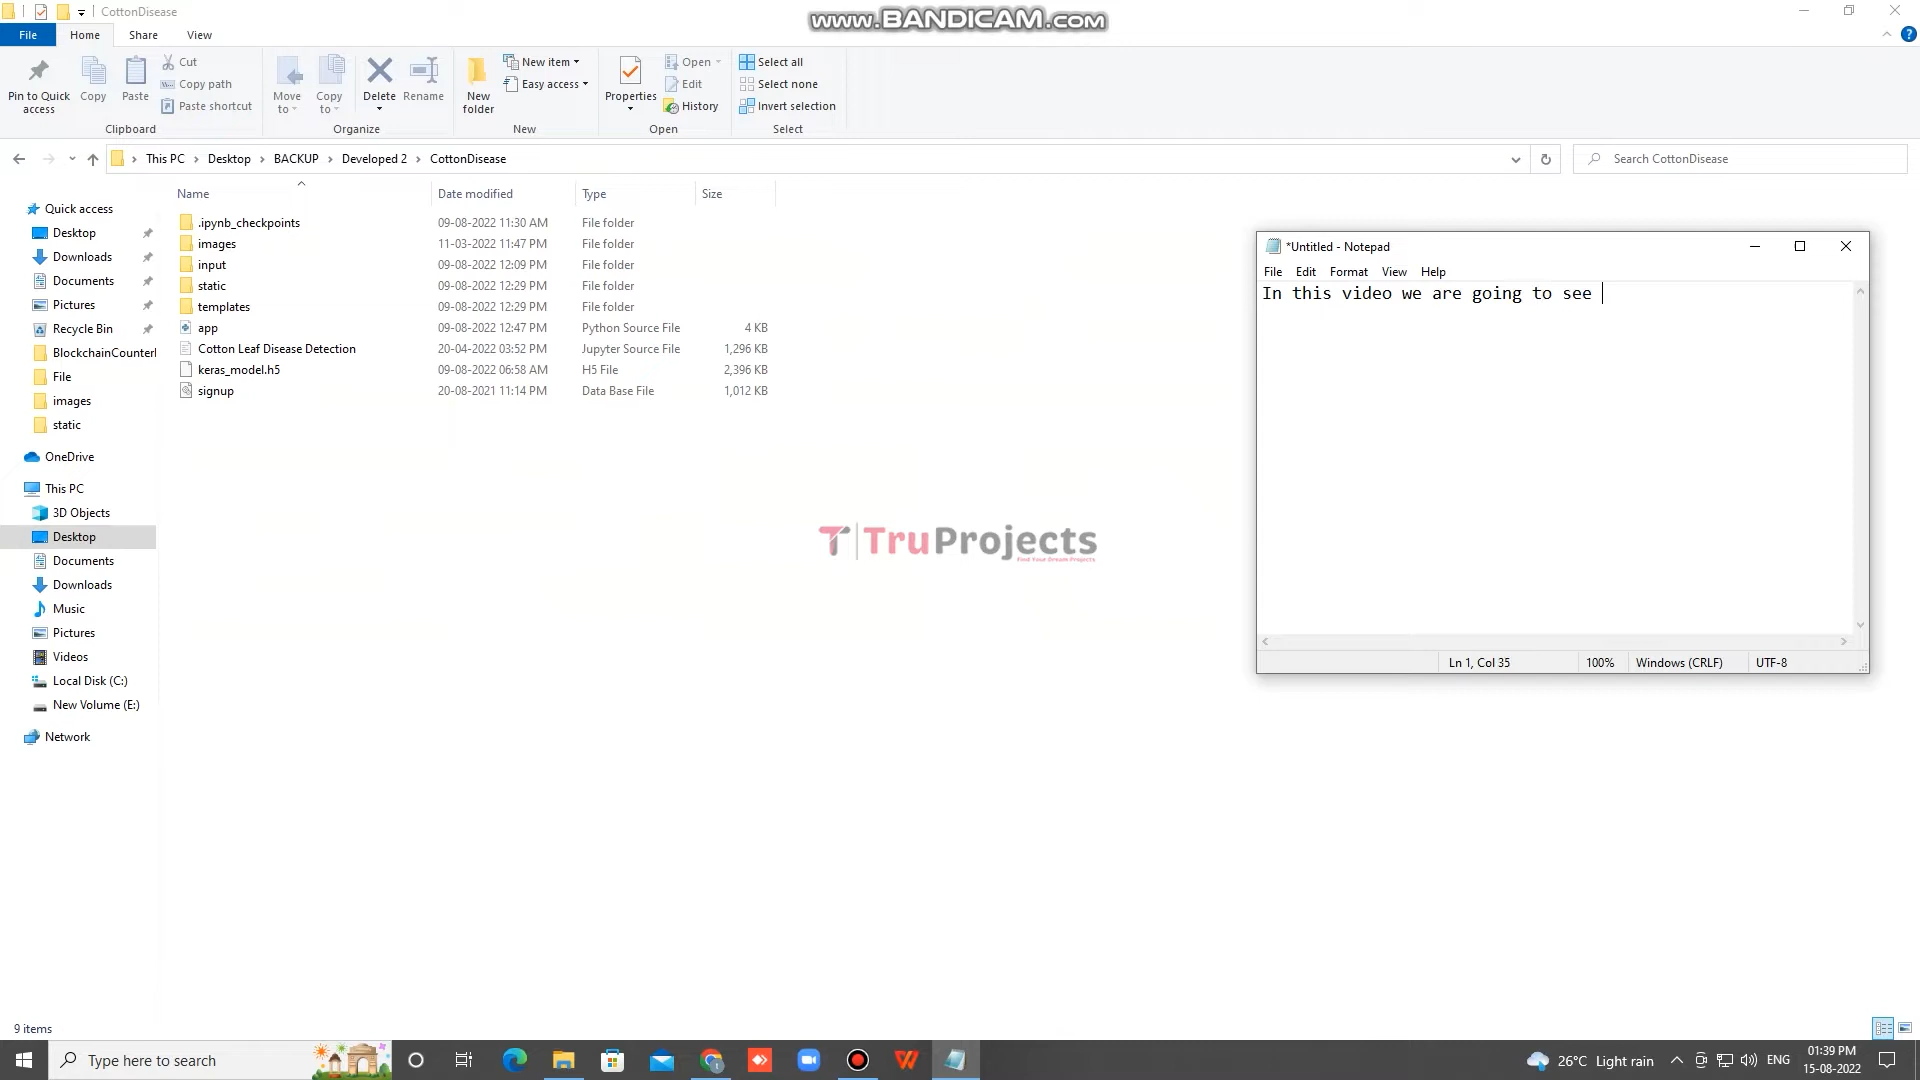 CottonDisease
www.BANDICAM.com
File Home Share View
Pin to Quick access
Copy
Paste
Cut
Copy path
Paste shortcut
Clipboard
Move to
Copy to
Delete
Rename
Organize
New folder
New item
Easy access
New
Properties
Open
Edit
History
Open
Select all
Select none
Invert selection
Select
This PC > Desktop > BACKUP > Developed 2 > CottonDisease
Search CottonDisease
Name Date modified Type Size
.ipynb_checkpoints 09-08-2022 11:30 AM File folder
images 11-03-2022 11:47 PM File folder
input 09-08-2022 12:09 PM File folder
static 09-08-2022 12:29 PM File folder
templates 09-08-2022 12:29 PM File folder
app 09-08-2022 12:47 PM Python Source File 4 KB
Cotton Leaf Disease Detection 20-04-2022 03:52 PM Jupyter Source File 1,296 KB
keras_model.h5 09-08-2022 06:58 AM H5 File 2,396 KB
signup 20-08-2021 11:14 PM Data Base File 1,012 KB
Quick access
Desktop
Downloads
Documents
Pictures
Recycle Bin
BlockchainCounterl
File
images
static
OneDrive
This PC
3D Objects
Desktop
Documents
Downloads
Music
Pictures
Videos
Local Disk (C:)
New Volume (E:)
Network
TruProjects
Find Your Dream Projects
*Untitled - Notepad
File Edit Format View Help
In this video we are going to see
Ln 1, Col 35 100% Windows (CRLF) UTF-8
9 items
Type here to search
26°C Light rain
ENG
01:39 PM
15-08-2022